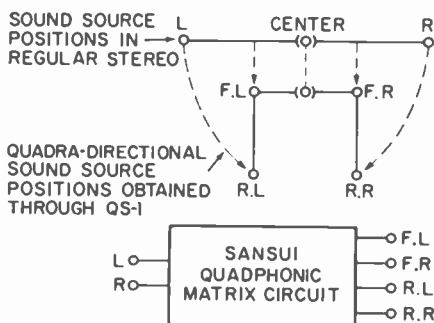 SOUND SOURCE
POSITIONS IN
REGULAR STEREO
L
CENTER
R
F.L
F.R
QUADRA-DIRECTIONAL
SOUND SOURCE
POSITIONS OBTAINED
THROUGH QS-1
R.L
R.R
L
R
SANSUI
QUADPHONIC
MATRIX CIRCUIT
F.L
F.R
R.L
R.R